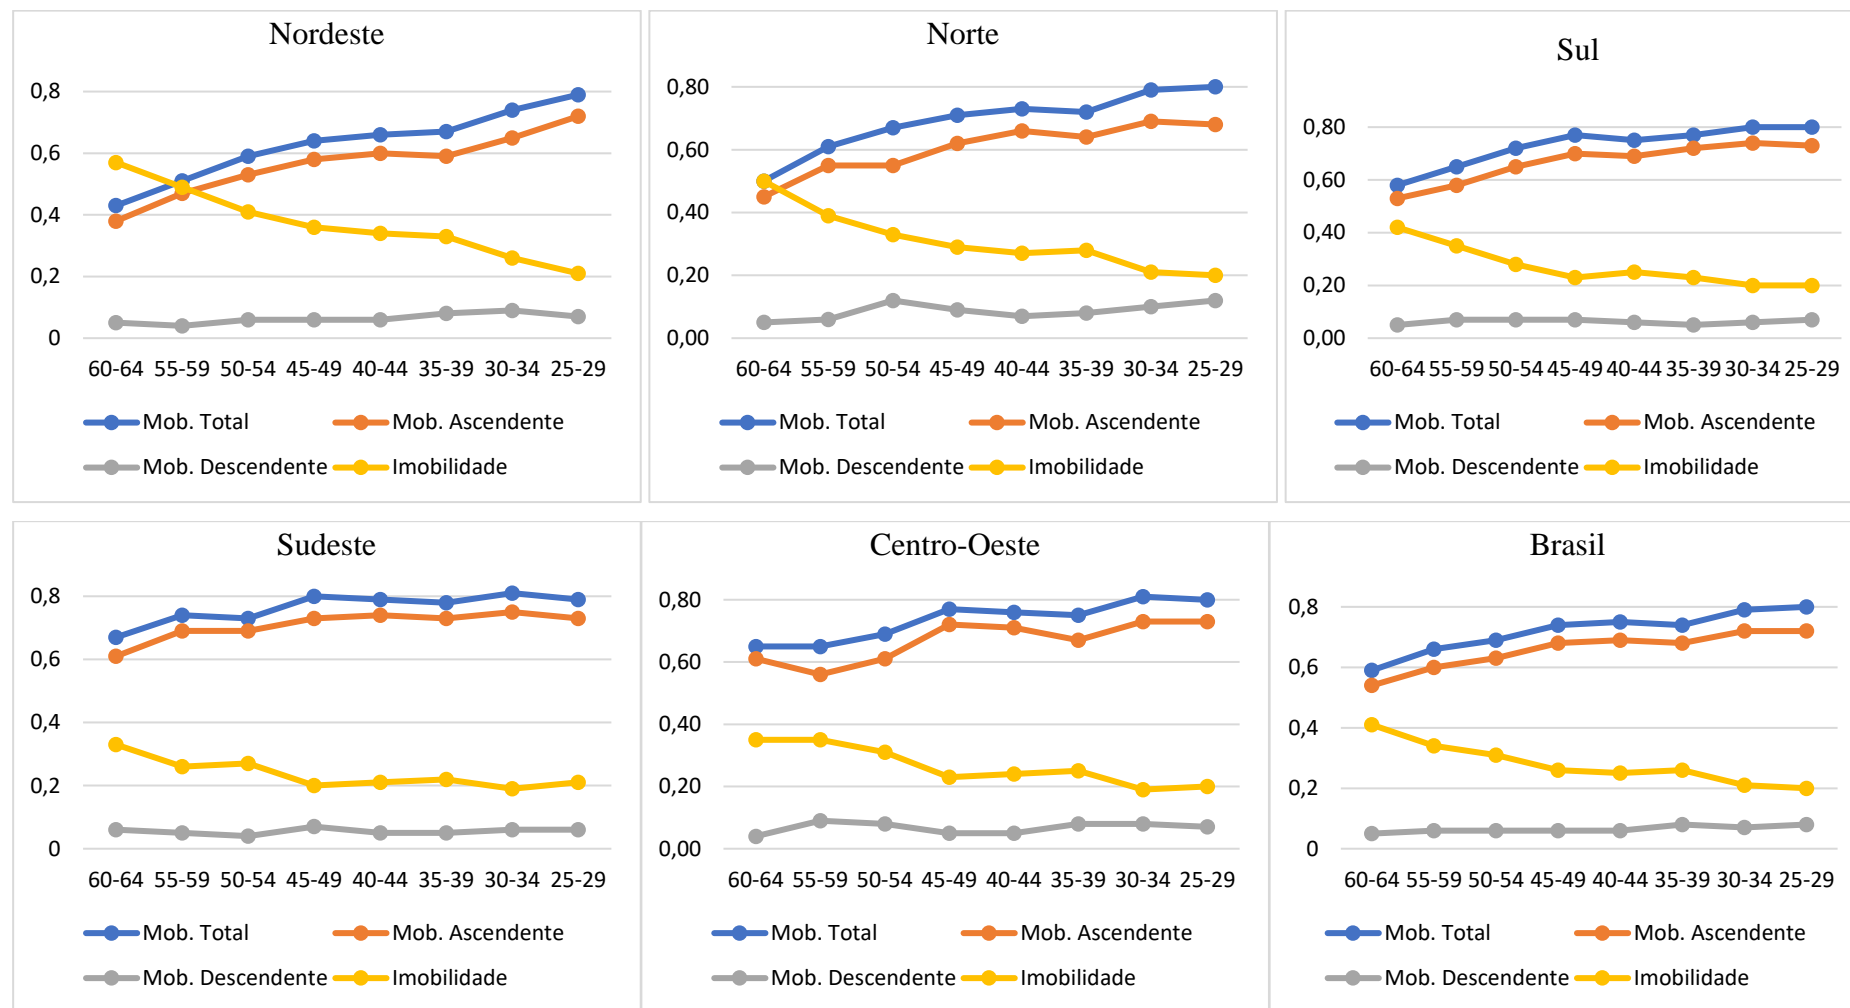 Nordeste
0,8
0,6
0,4
0,2
0
60-64 55-59 50-54 45-49 40-44 35-39 30-34 25-29
Mob. Total Mob. Ascendente
Mob. Descendente Imobilidade
Norte
0,80
0,60
0,40
0,20
0,00
60-64 55-59 50-54 45-49 40-44 35-39 30-34 25-29
Mob. Total Mob. Ascendente
Mob. Descendente Imobilidade
Sul
0,80
0,60
0,40
0,20
0,00
60-64 55-59 50-54 45-49 40-44 35-39 30-34 25-29
Mob. Total Mob. Ascendente
Mob. Descendente Imobilidade
Sudeste
0,8
0,6
0,4
0,2
0
60-64 55-59 50-54 45-49 40-44 35-39 30-34 25-29
Mob. Total Mob. Ascendente
Mob. Descendente Imobilidade
Centro-Oeste
0,80
0,60
0,40
0,20
0,00
60-64 55-59 50-54 45-49 40-44 35-39 30-34 25-29
Mob. Total Mob. Ascendente
Mob. Descendente Imobilidade
Brasil
0,8
0,6
0,4
0,2
0
60-64 55-59 50-54 45-49 40-44 35-39 30-34 25-29
Mob. Total Mob. Ascendente
Mob. Descendente Imobilidade